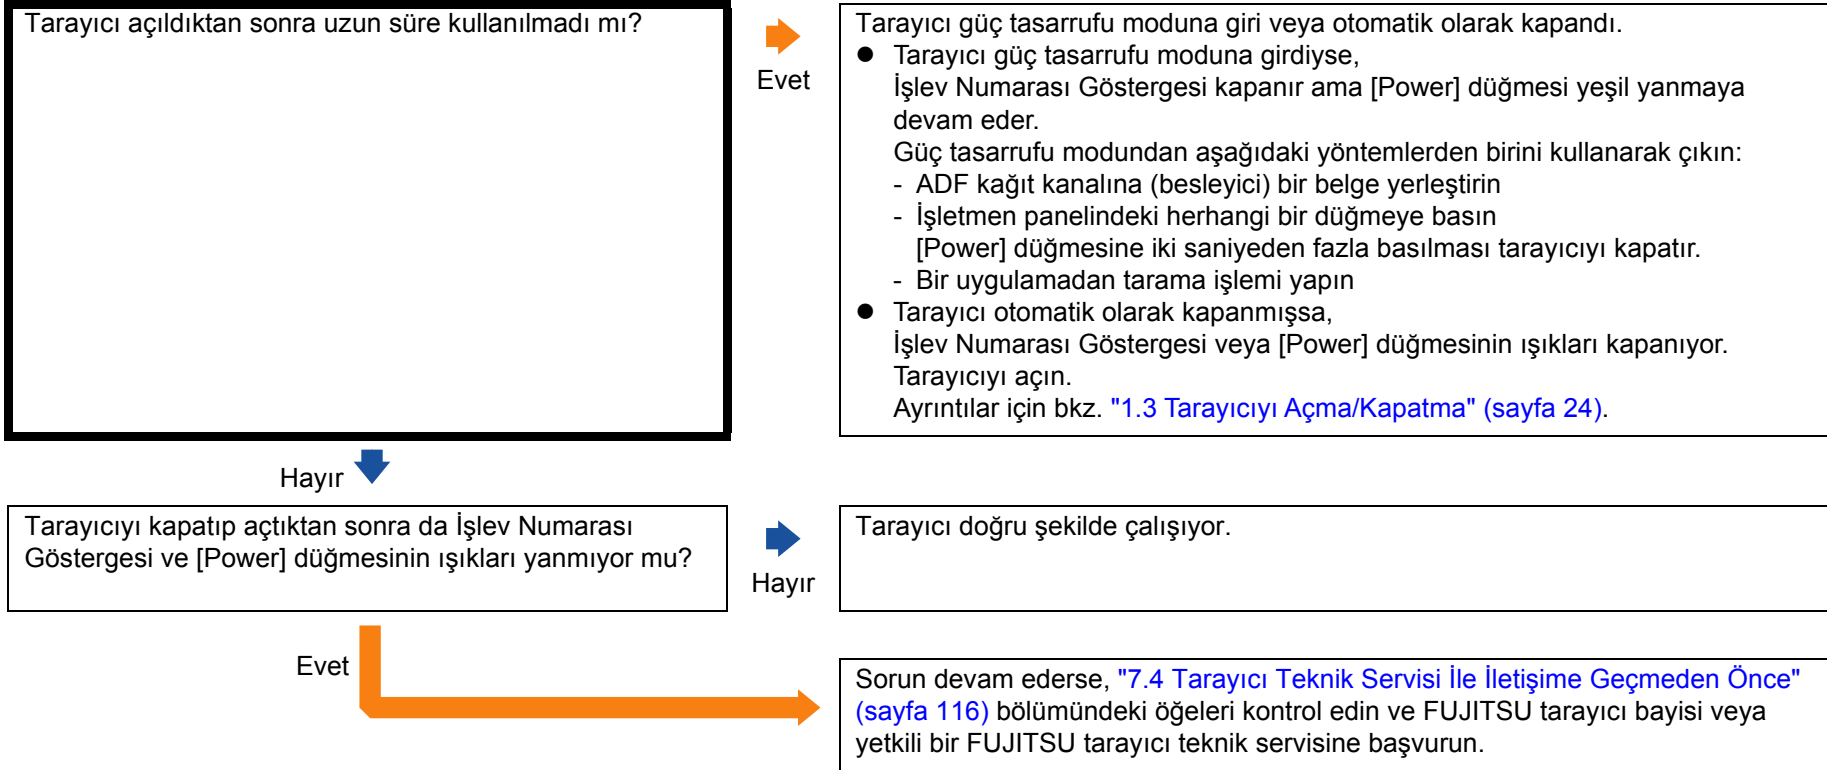 Tarayıcı açıldıktan sonra uzun süre kullanılmadı mı?
Evet
Tarayıcı güç tasarrufu moduna giri veya otomatik olarak kapandı.
● Tarayıcı güç tasarrufu moduna girdiyse,
İşlev Numarası Göstergesi kapanır ama [Power] düğmesi yeşil yanmaya
devam eder.
Güç tasarrufu modundan aşağıdaki yöntemlerden birini kullanarak çıkın:
- ADF kağıt kanalına (besleyici) bir belge yerleştirin
- İşletmen panelindeki herhangi bir düğmeye basın
[Power] düğmesine iki saniyeden fazla basılması tarayıcıyı kapatır.
- Bir uygulamadan tarama işlemi yapın
● Tarayıcı otomatik olarak kapanmışsa,
İşlev Numarası Göstergesi veya [Power] düğmesinin ışıkları kapanıyor.
Tarayıcıyı açın.
Ayrıntılar için bkz. "1.3 Tarayıcıyı Açma/Kapatma" (sayfa 24).
Hayır
Tarayıcıyı kapatıp açtıktan sonra da İşlev Numarası
Göstergesi ve [Power] düğmesinin ışıkları yanmıyor mu?
Hayır
Tarayıcı doğru şekilde çalışıyor.
Evet
Sorun devam ederse, "7.4 Tarayıcı Teknik Servisi İle İletişime Geçmeden Önce"
(sayfa 116) bölümündeki öğeleri kontrol edin ve FUJITSU tarayıcı bayisi veya
yetkili bir FUJITSU tarayıcı teknik servisine başvurun.